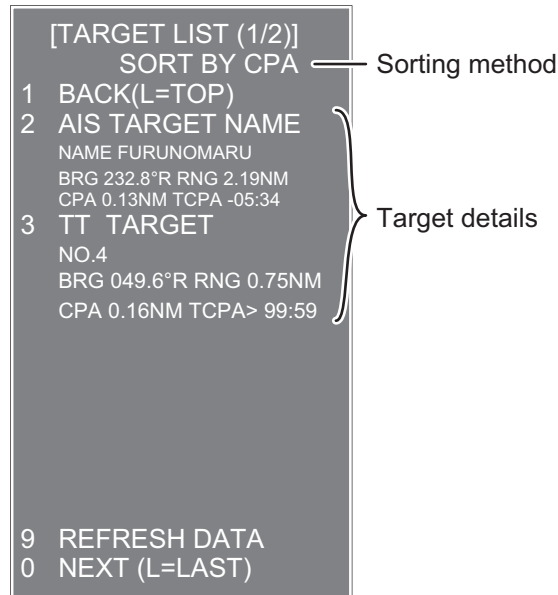 [TARGET LIST (1/2)]
SORT BY CPA
Sorting method
1 BACK(L=TOP)
2 AIS TARGET NAME
NAME FURUNOMARU
BRG 232.8°R RNG 2.19NM
CPA 0.13NM TCPA -05:34
Target details
3 TT TARGET
NO.4
BRG 049.6°R RNG 0.75NM
CPA 0.16NM TCPA> 99:59
9 REFRESH DATA
0 NEXT (L=LAST)